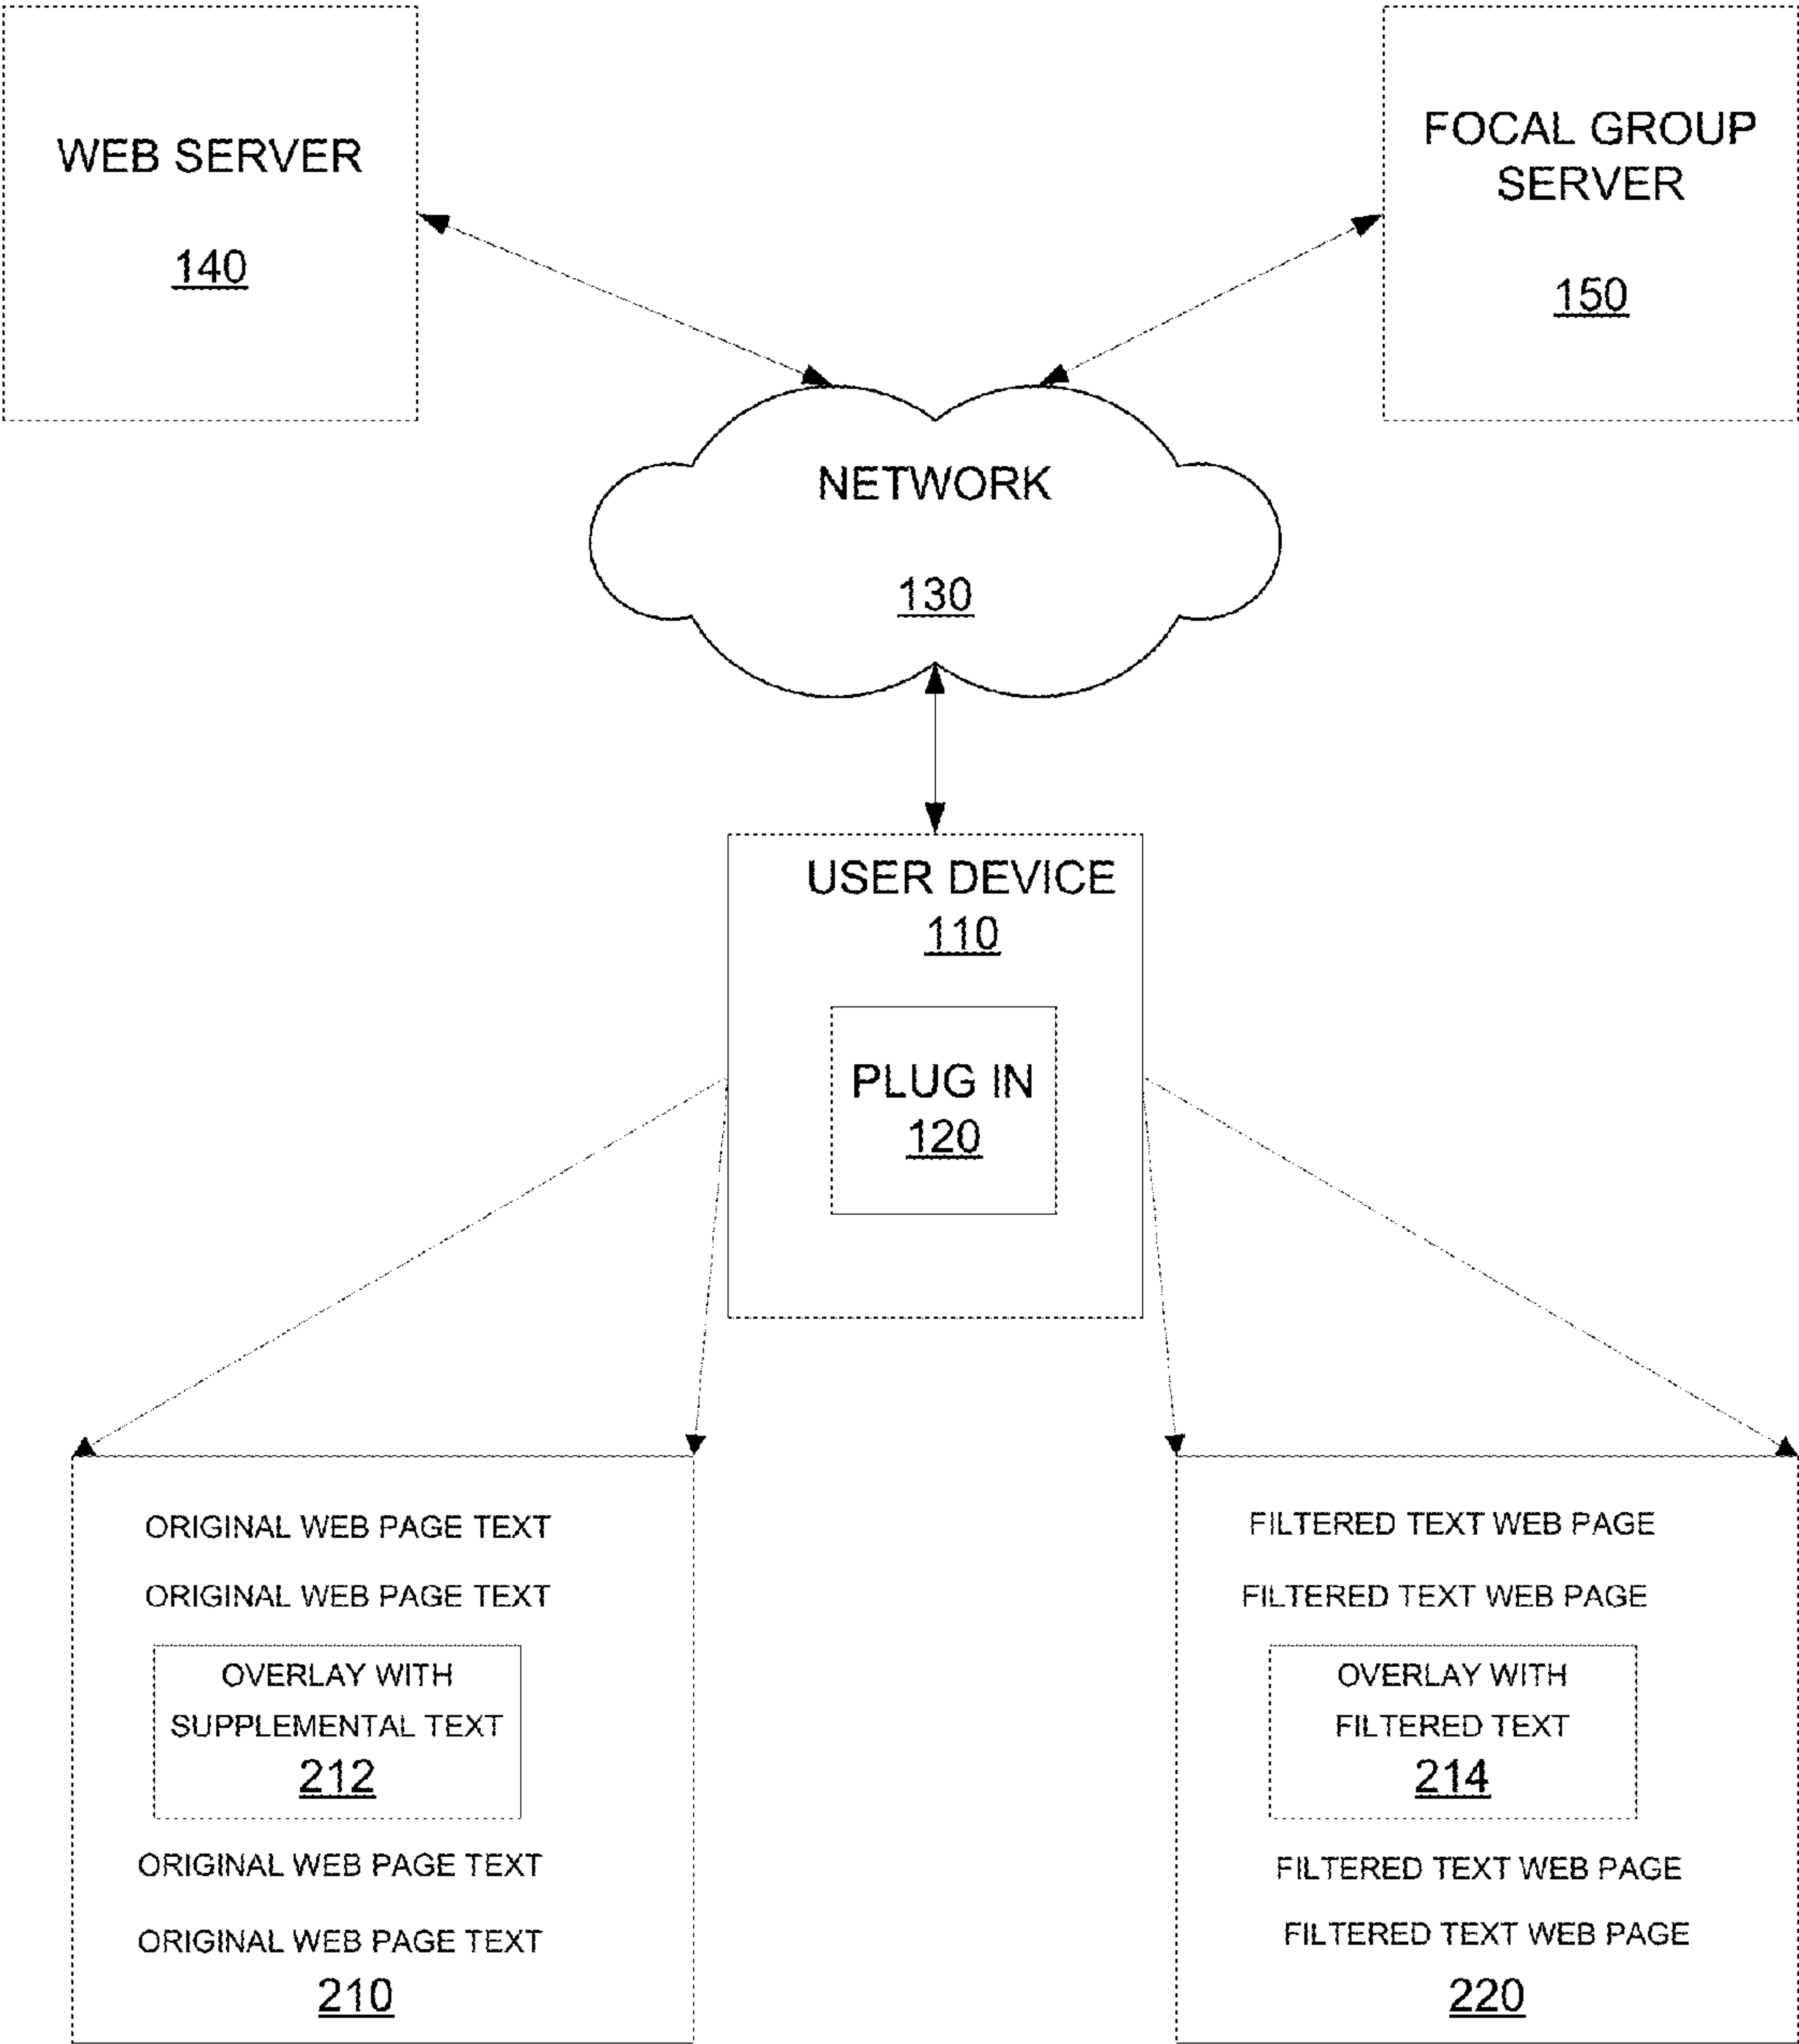 WEB SERVER
140
FOCAL GROUP
SERVER
150
NETWORK
130
USER DEVICE
110
PLUG IN
120
ORIGINAL WEB PAGE TEXT
ORIGINAL WEB PAGE TEXT
OVERLAY WITH
SUPPLEMENTAL TEXT
212
ORIGINAL WEB PAGE TEXT
ORIGINAL WEB PAGE TEXT
210
FILTERED TEXT WEB PAGE
FILTERED TEXT WEB PAGE
OVERLAY WITH
FILTERED TEXT
214
FILTERED TEXT WEB PAGE
FILTERED TEXT WEB PAGE
220